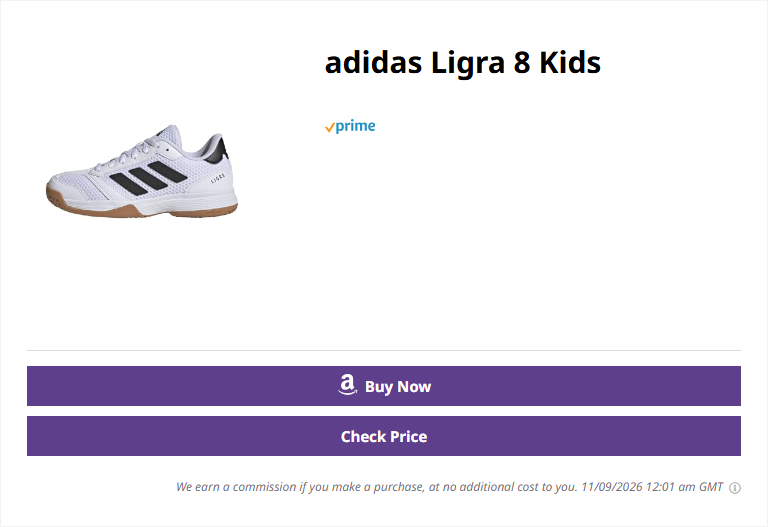 adidas Ligra 8 Kids
prime
LIGRA
Buy Now
Check Price
We earn a commission if you make a purchase, at no additional cost to you. 11/09/2026 12:01 am GMT